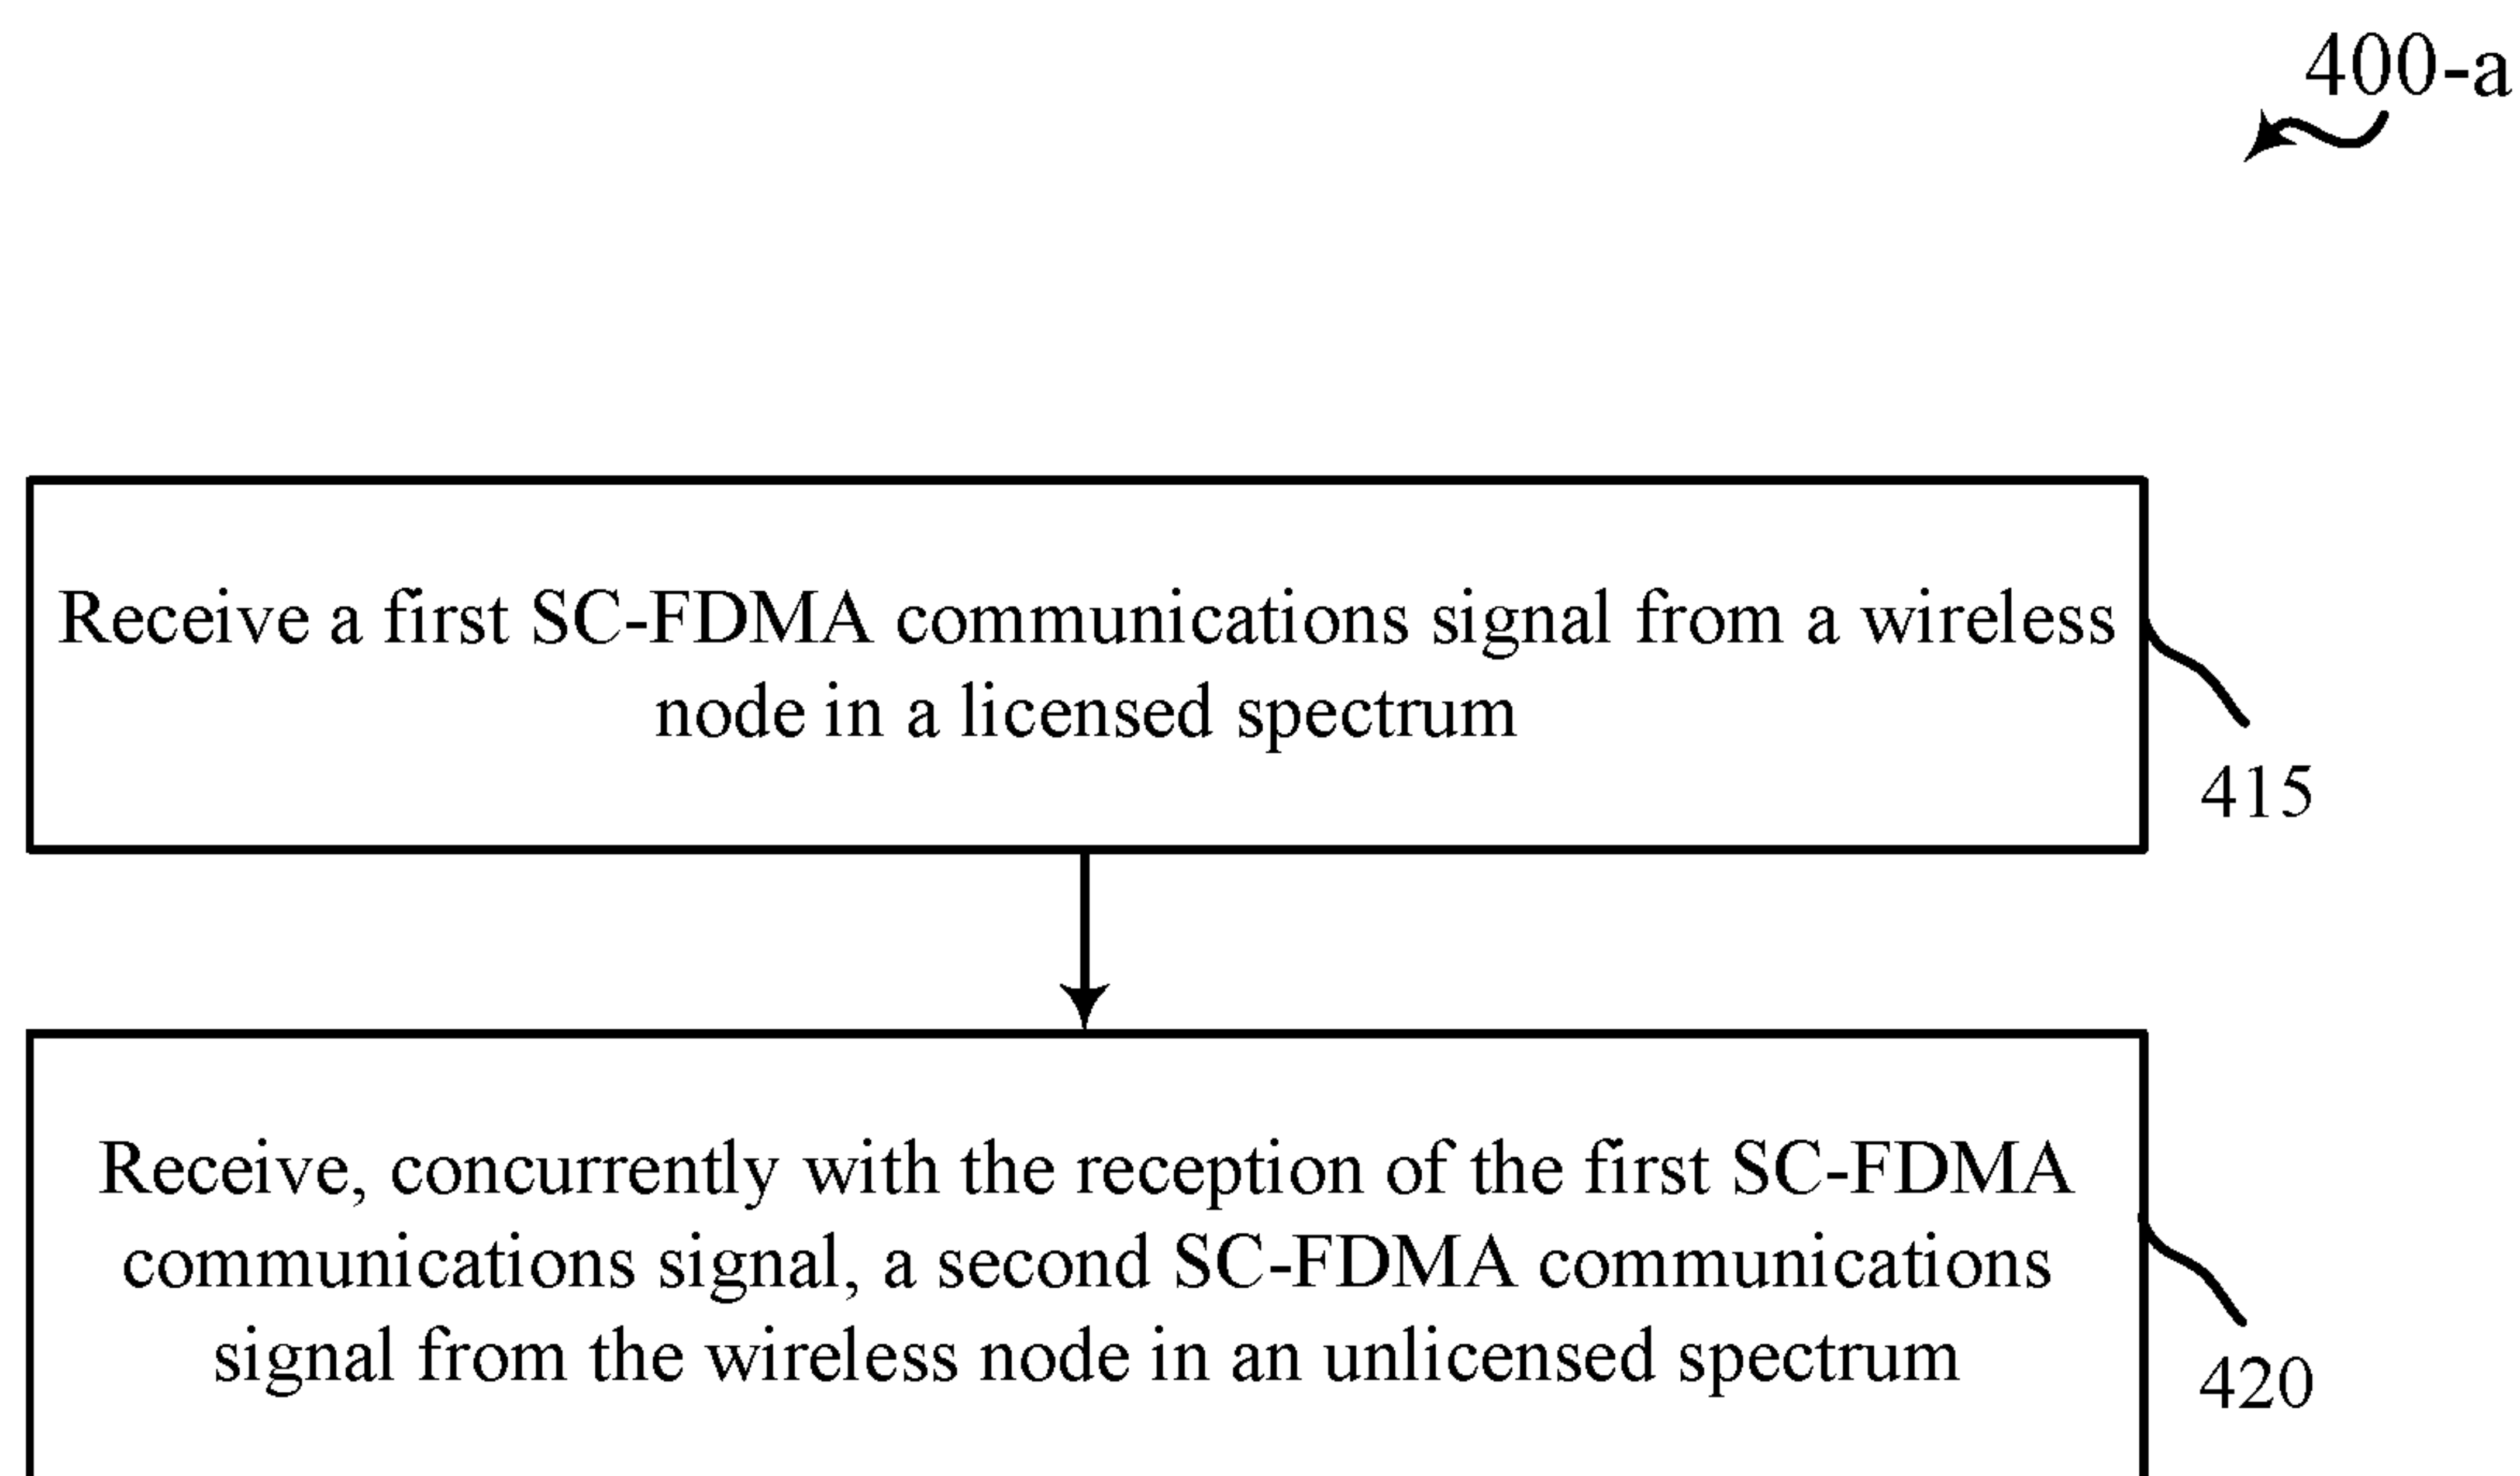 400-a
Receive a first SC-FDMA communications signal from a wireless
node in a licensed spectrum
415
Receive, concurrently with the reception of the first SC-FDMA
communications signal, a second SC-FDMA communications
signal from the wireless node in an unlicensed spectrum
420